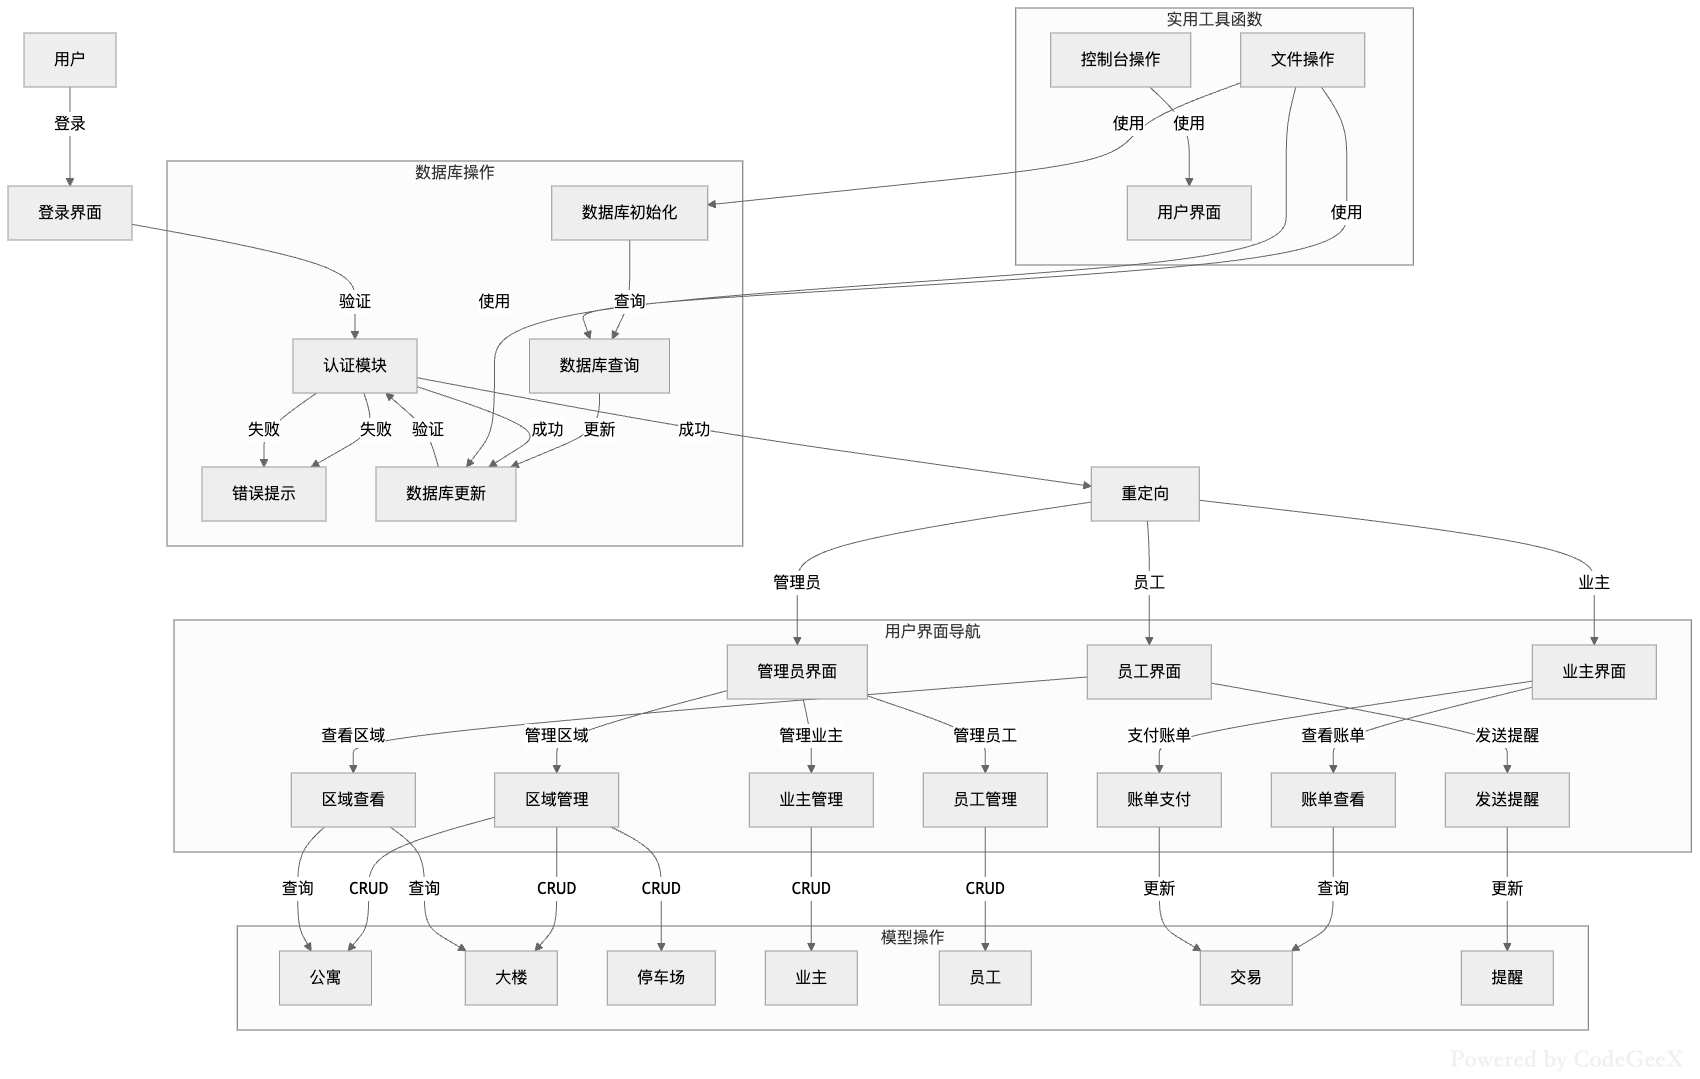 实用工具函数
用户
控制台操作
文件操作
登录
使用
使用
数据库操作
登录界面
数据库初始化
用户界面
使用
验证
使用
查询
认证模块
数据库查询
失败
失败
验证
成功
更新
成功
错误提示
数据库更新
重定向
管理员
员工
业主
用户界面导航
管理员界面
员工界面
业主界面
查看区域
管理区域
管理业主
管理员工
支付账单
查看账单
发送提醒
区域查看
区域管理
业主管理
员工管理
账单支付
账单查看
发送提醒
查询
CRUD
查询
CRUD
CRUD
CRUD
CRUD
更新
查询
更新
模型操作
公寓
大楼
停车场
业主
员工
交易
提醒
Powered by CodeGeeX